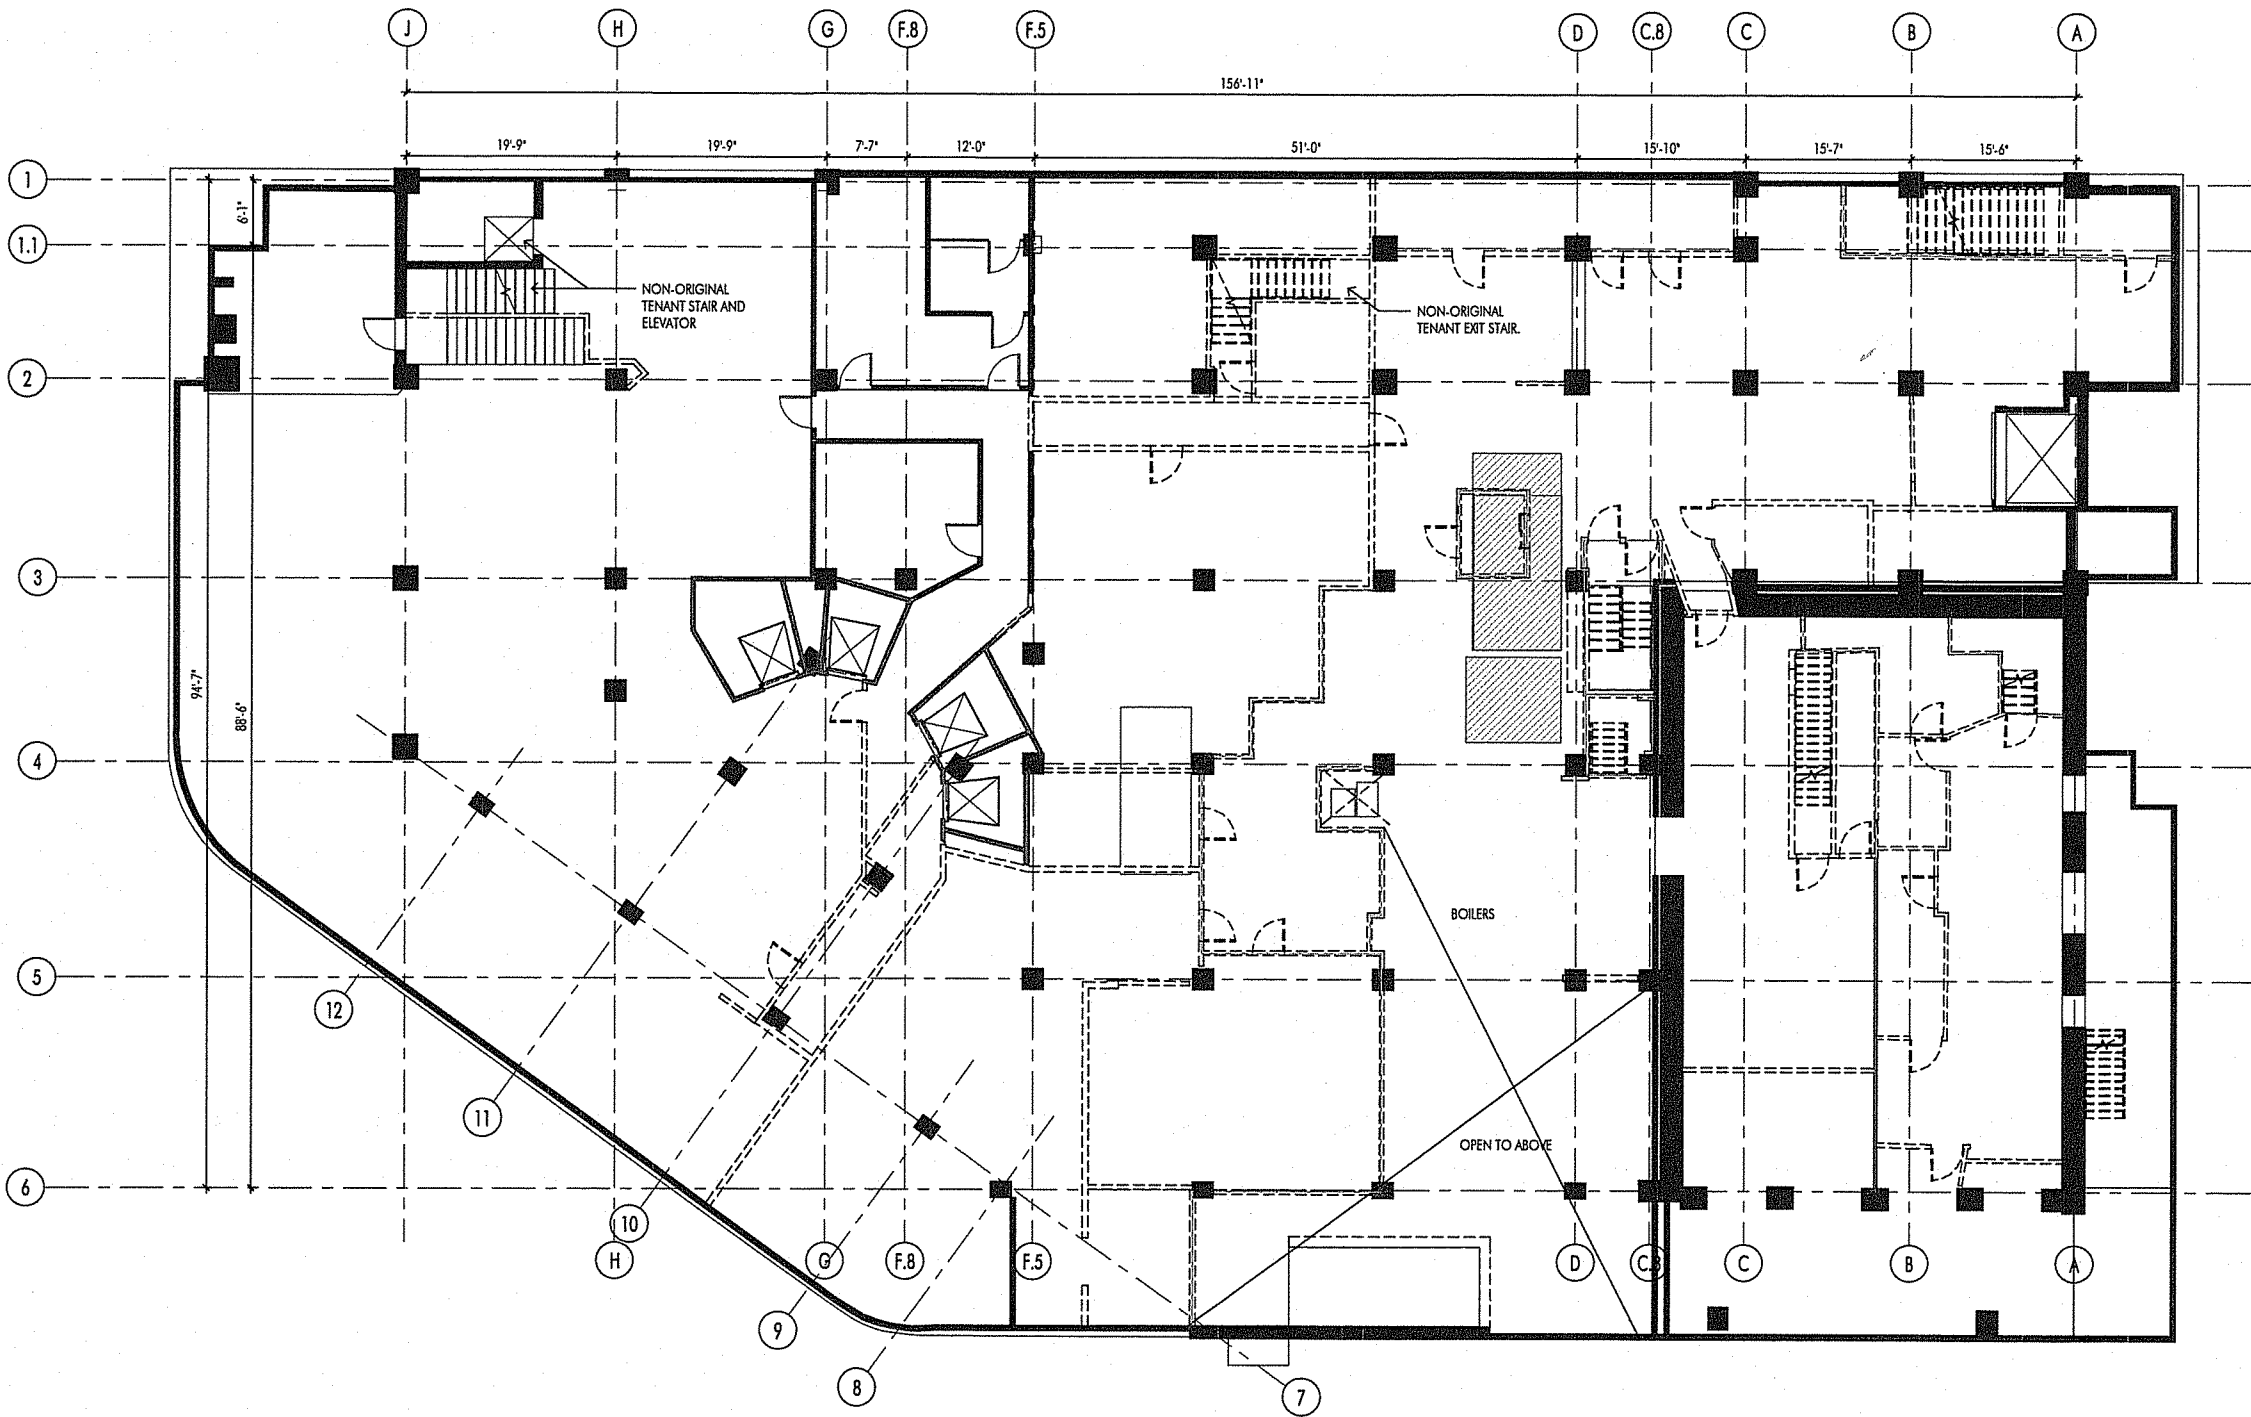 J H G F.8 F.5 D C.8 C B A
156'-11"
19'-9" 19'-9" 7'-7" 12'-0" 51'-0" 15'-10" 15'-7" 15'-6"
1
6'-1"
1.1
NON-ORIGINAL
TENANT STAIR AND
ELEVATOR
NON-ORIGINAL
TENANT EXIT STAIR.
2
3
94'-7"
88'-6"
4
BOILERS
5
12
11
OPEN TO ABOVE
6
10
H G F.8 F.5 D C.8 C B A
9
8
7